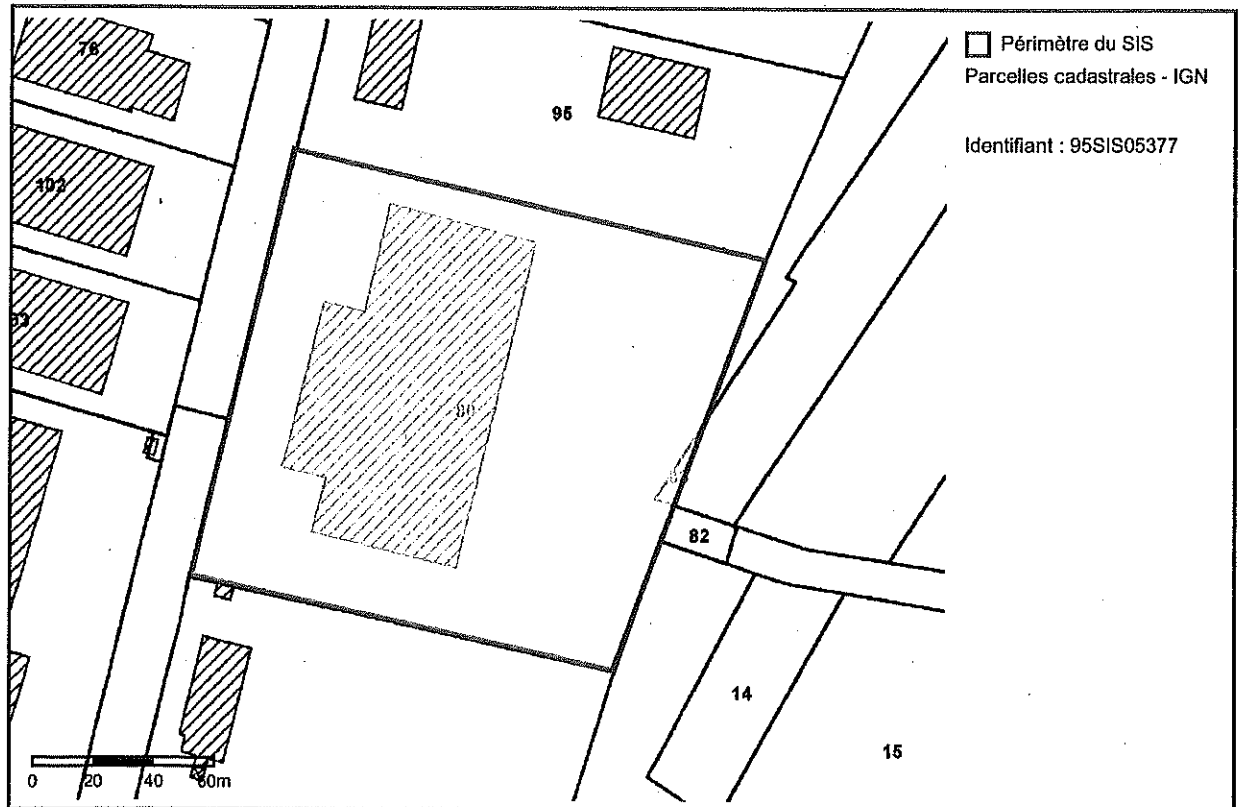 Périmètre du SIS
Parcelles cadastrales - IGN
Identifiant : 95SIS05377
76
95
102
80
82
14
15
0 20 40 60m